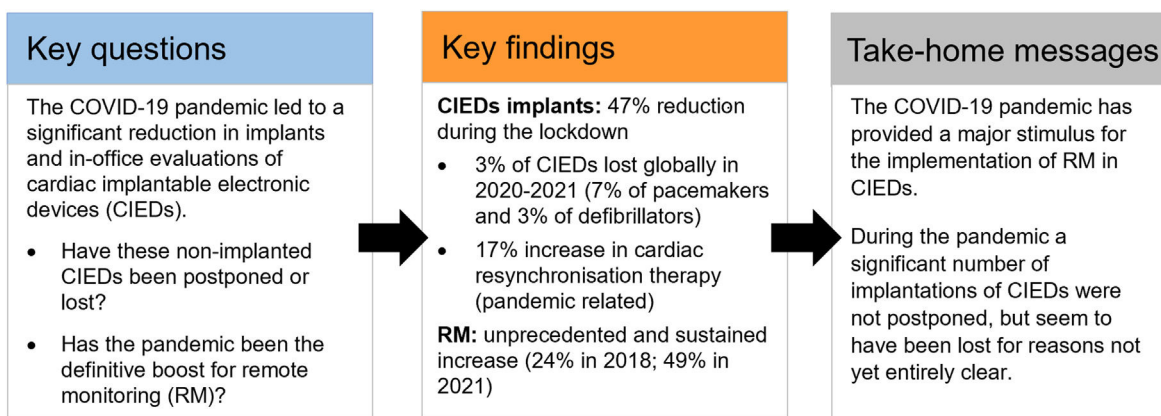 Key questions
The COVID-19 pandemic led to a
significant reduction in implants
and in-office evaluations of
cardiac implantable electronic
devices (CIEDs).
• Have these non-implanted
CIEDs been postponed or
lost?
• Has the pandemic been the
definitive boost for remote
monitoring (RM)?
Key findings
CIEDs implants: 47% reduction
during the lockdown
• 3% of CIEDs lost globally in
2020-2021 (7% of pacemakers
and 3% of defibrillators)
• 17% increase in cardiac
resynchronisation therapy
(pandemic related)
RM: unprecedented and sustained
increase (24% in 2018; 49% in
2021)
Take-home messages
The COVID-19 pandemic has
provided a major stimulus for
the implementation of RM in
CIEDs.
During the pandemic a
significant number of
implantations of CIEDs were
not postponed, but seem to
have been lost for reasons not
yet entirely clear.